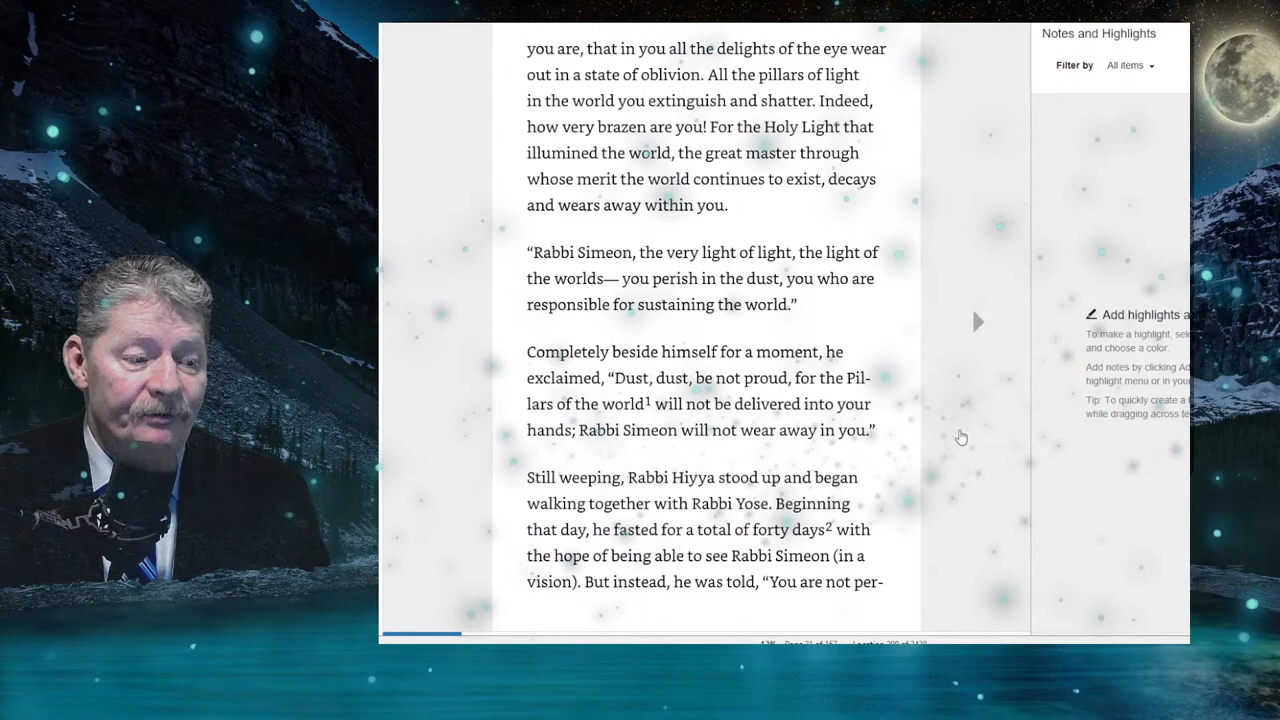 you are, that in you all the delights of the eye wear
out in a state of oblivion. All the pillars of light
in the world you extinguish and shatter. Indeed,
how very brazen are you! For the Holy Light that
illumined the world, the great master through
whose merit the world continues to exist, decays
and wears away within you.
“Rabbi Simeon, the very light of light, the light of
the worlds— you perish in the dust, you who are
responsible for sustaining the world.”
Completely beside himself for a moment, he
exclaimed, “Dust, dust, be not proud, for the Pil-
lars of the world¹ will not be delivered into your
hands; Rabbi Simeon will not wear away in you.”
Still weeping, Rabbi Hiyya stood up and began
walking together with Rabbi Yose. Beginning
that day, he fasted for a total of forty days² with
the hope of being able to see Rabbi Simeon (in a
vision). But instead, he was told, “You are not per-
Notes and Highlights
Filter by All items
Add highlights a
To make a highlight, sele
and choose a color.
Add notes by clicking Ad
highlight menu or in your
Tip: To quickly create a h
while dragging across te